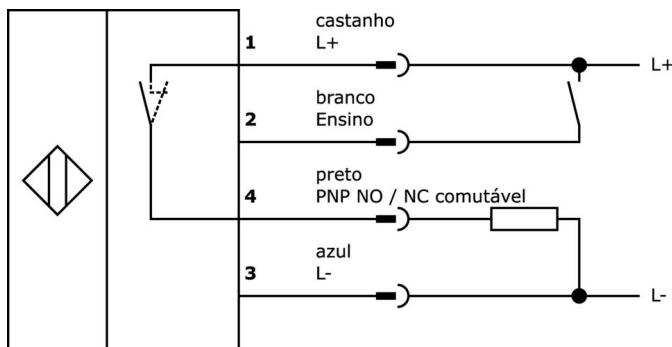 castanho
1 L+
L+
branco
2 Ensino
preto
4 PNP NO / NC comutável
azul
3 L-
L-